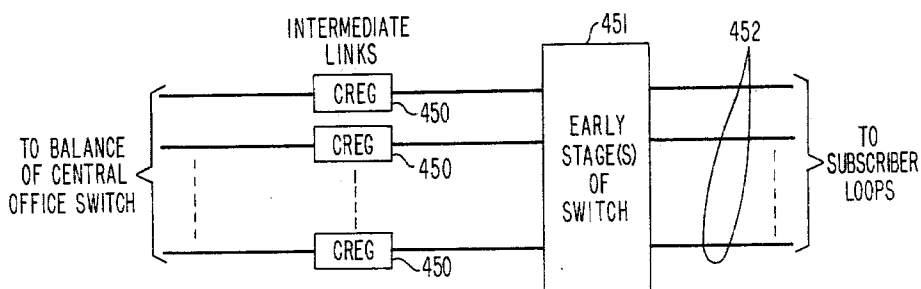 INTERMEDIATE
LINKS
451
452
CREG
450
CREG
450
CREG
450
TO BALANCE
OF CENTRAL
OFFICE SWITCH
EARLY
STAGE(S)
OF
SWITCH
TO
SUBSCRIBER
LOOPS